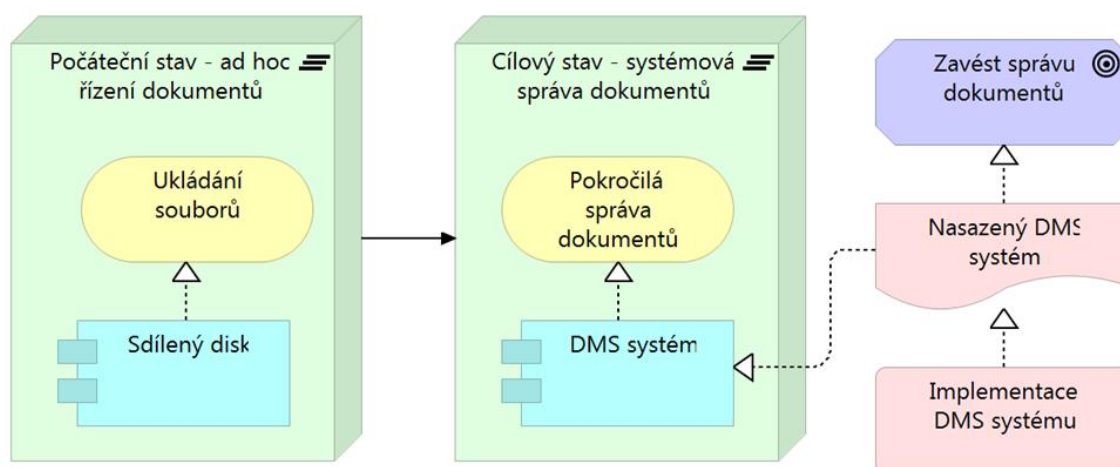 Počáteční stav - ad hoc
řízení dokumentů
Ukládání
souborů
Sdílený disk
Cílový stav - systémová
správa dokumentů
Pokročilá
správa
dokumentů
DMS systém
Zavést správu
dokumentů
Nasazený DMS
systém
Implementace
DMS systému